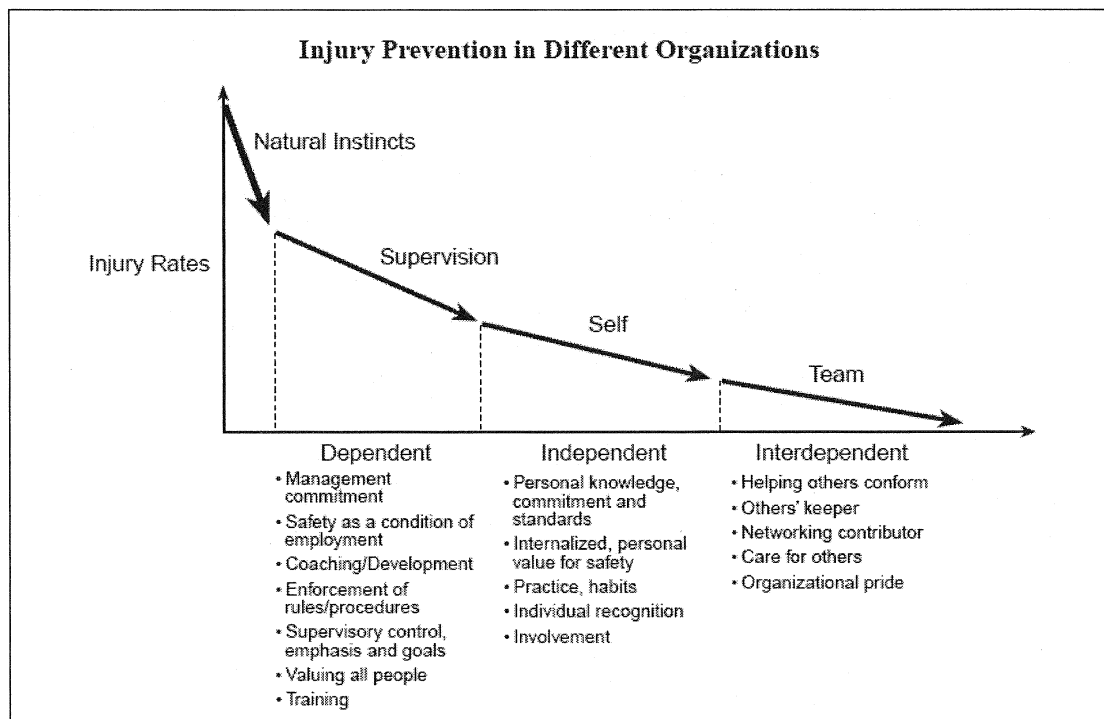 Injury Prevention in Different Organizations
Natural Instincts
Injury Rates
Supervision
Self
Team
Dependent
• Management
commitment
• Safety as a condition of
employment
• Coaching/Development
• Enforcement of
rules/procedures
• Supervisory control,
emphasis and goals
• Valuing all people
• Training
Independent
• Personal knowledge,
commitment and
standards
• Internalized, personal
value for safety
• Practice, habits
• Individual recognition
• Involvement
Interdependent
• Helping others conform
• Others' keeper
• Networking contributor
• Care for others
• Organizational pride